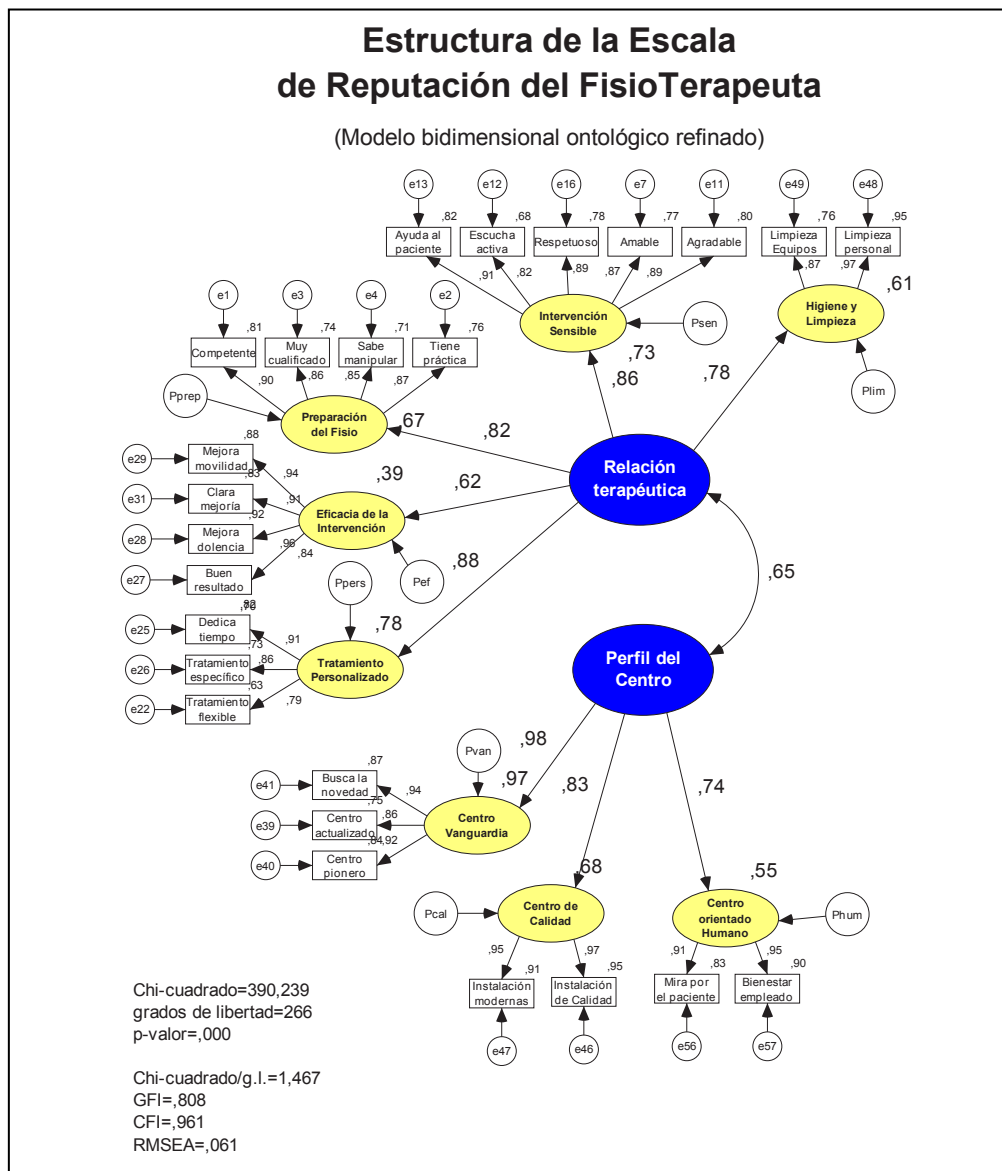 Estructura de la Escala
de Reputación del FisioTerapeuta
(Modelo bidimensional ontológico refinado)
e13
e12
e16
e7
e11
e49
e48
,82
,68
,78
,77
,80
,76
,95
Ayuda al
paciente
Escucha
activa
Respetuoso
Amable
Agradable
Limpieza
Equipos
Limpieza
personal
,91
,82
,89
,87
,89
,87
,97
Intervención
Sensible
Psen
,73
,86
Higiene y
Limpieza
,61
,78
Plim
e1
e3
e4
e2
,81
,74
,71
,76
Competente
Muy
cualificado
Sabe
manipular
Tiene
práctica
,90
,86
,85
,87
Pprep
Preparación
del Fisio
,67
,82
Relación
terapéutica
,88
e29
Mejora
movilidad
,94
,83
e31
Clara
mejoría
,91
,92
e28
Mejora
dolencia
,96
,84
e27
Buen
resultado
Eficacia de la
Intervención
,39
,62
Pef
Ppers
,88
,65
e25
Dedica
tiempo
,91
,73
e26
Tratamiento
específico
,86
,63
e22
Tratamiento
flexible
,79
Tratamiento
Personalizado
,78
Perfil del
Centro
,87
e41
Busca la
novedad
,94
,75
e39
Centro
actualizado
,86
,84
,92
e40
Centro
pionero
Centro
Vanguardia
Pvan
,97
,98
,83
,74
,68
,55
Pcal
Centro de
Calidad
Centro
orientado
Humano
Phum
,95
,97
,91
,95
,91
,95
,83
,90
Instalación
modernas
Instalación
de Calidad
Mira por
el paciente
Bienestar
empleado
e47
e46
e56
e57
Chi-cuadrado=390,239
grados de libertad=266
p-valor=,000
Chi-cuadrado/g.l.=1,467
GFI=,808
CFI=,961
RMSEA=,061